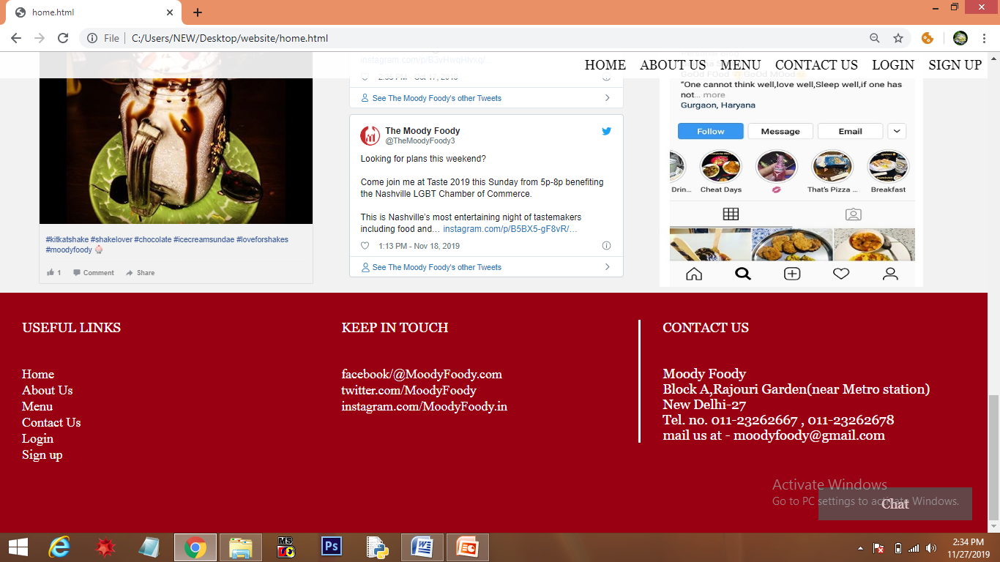 home.html
File
C:/Users/NEW/Desktop/website/home.html
HOME ABOUT US MENU CONTACT US LOGIN SIGN UP
#kitkatshake #shakelover #chocolate #icecreamsundae #loveforshakes
#moodyfoody
1 Comment Share
See The Moody Foody's other Tweets
The Moody Foody
@TheMoodyFoody3
Looking for plans this weekend?
Come join me at Taste 2019 this Sunday from 5p-8p benefiting
the Nashville LGBT Chamber of Commerce.
This is Nashville's most entertaining night of tastemakers
including food and… instagram.com/p/B5BX5-gF8vR/…
1:13 PM - Nov 18, 2019
See The Moody Foody's other Tweets
GoOd FOod GoOd MOod
"One cannot think well,love well,Sleep well,if one has
not... more
Gurgaon, Haryana
Follow Message Email
Drin... Cheat Days That's Pizza ... Breakfast
USEFUL LINKS
Home
About Us
Menu
Contact Us
Login
Sign up
KEEP IN TOUCH
facebook/@MoodyFoody.com
twitter.com/MoodyFoody
instagram.com/MoodyFoody.in
CONTACT US
Moody Foody
Block A,Rajouri Garden(near Metro station)
New Delhi-27
Tel. no. 011-23262667 , 011-23262678
mail us at - moodyfoody@gmail.com
Activate Windows
Go to PC settings to activate Windows.
Chat
MS
Ps
2:34 PM
11/27/2019